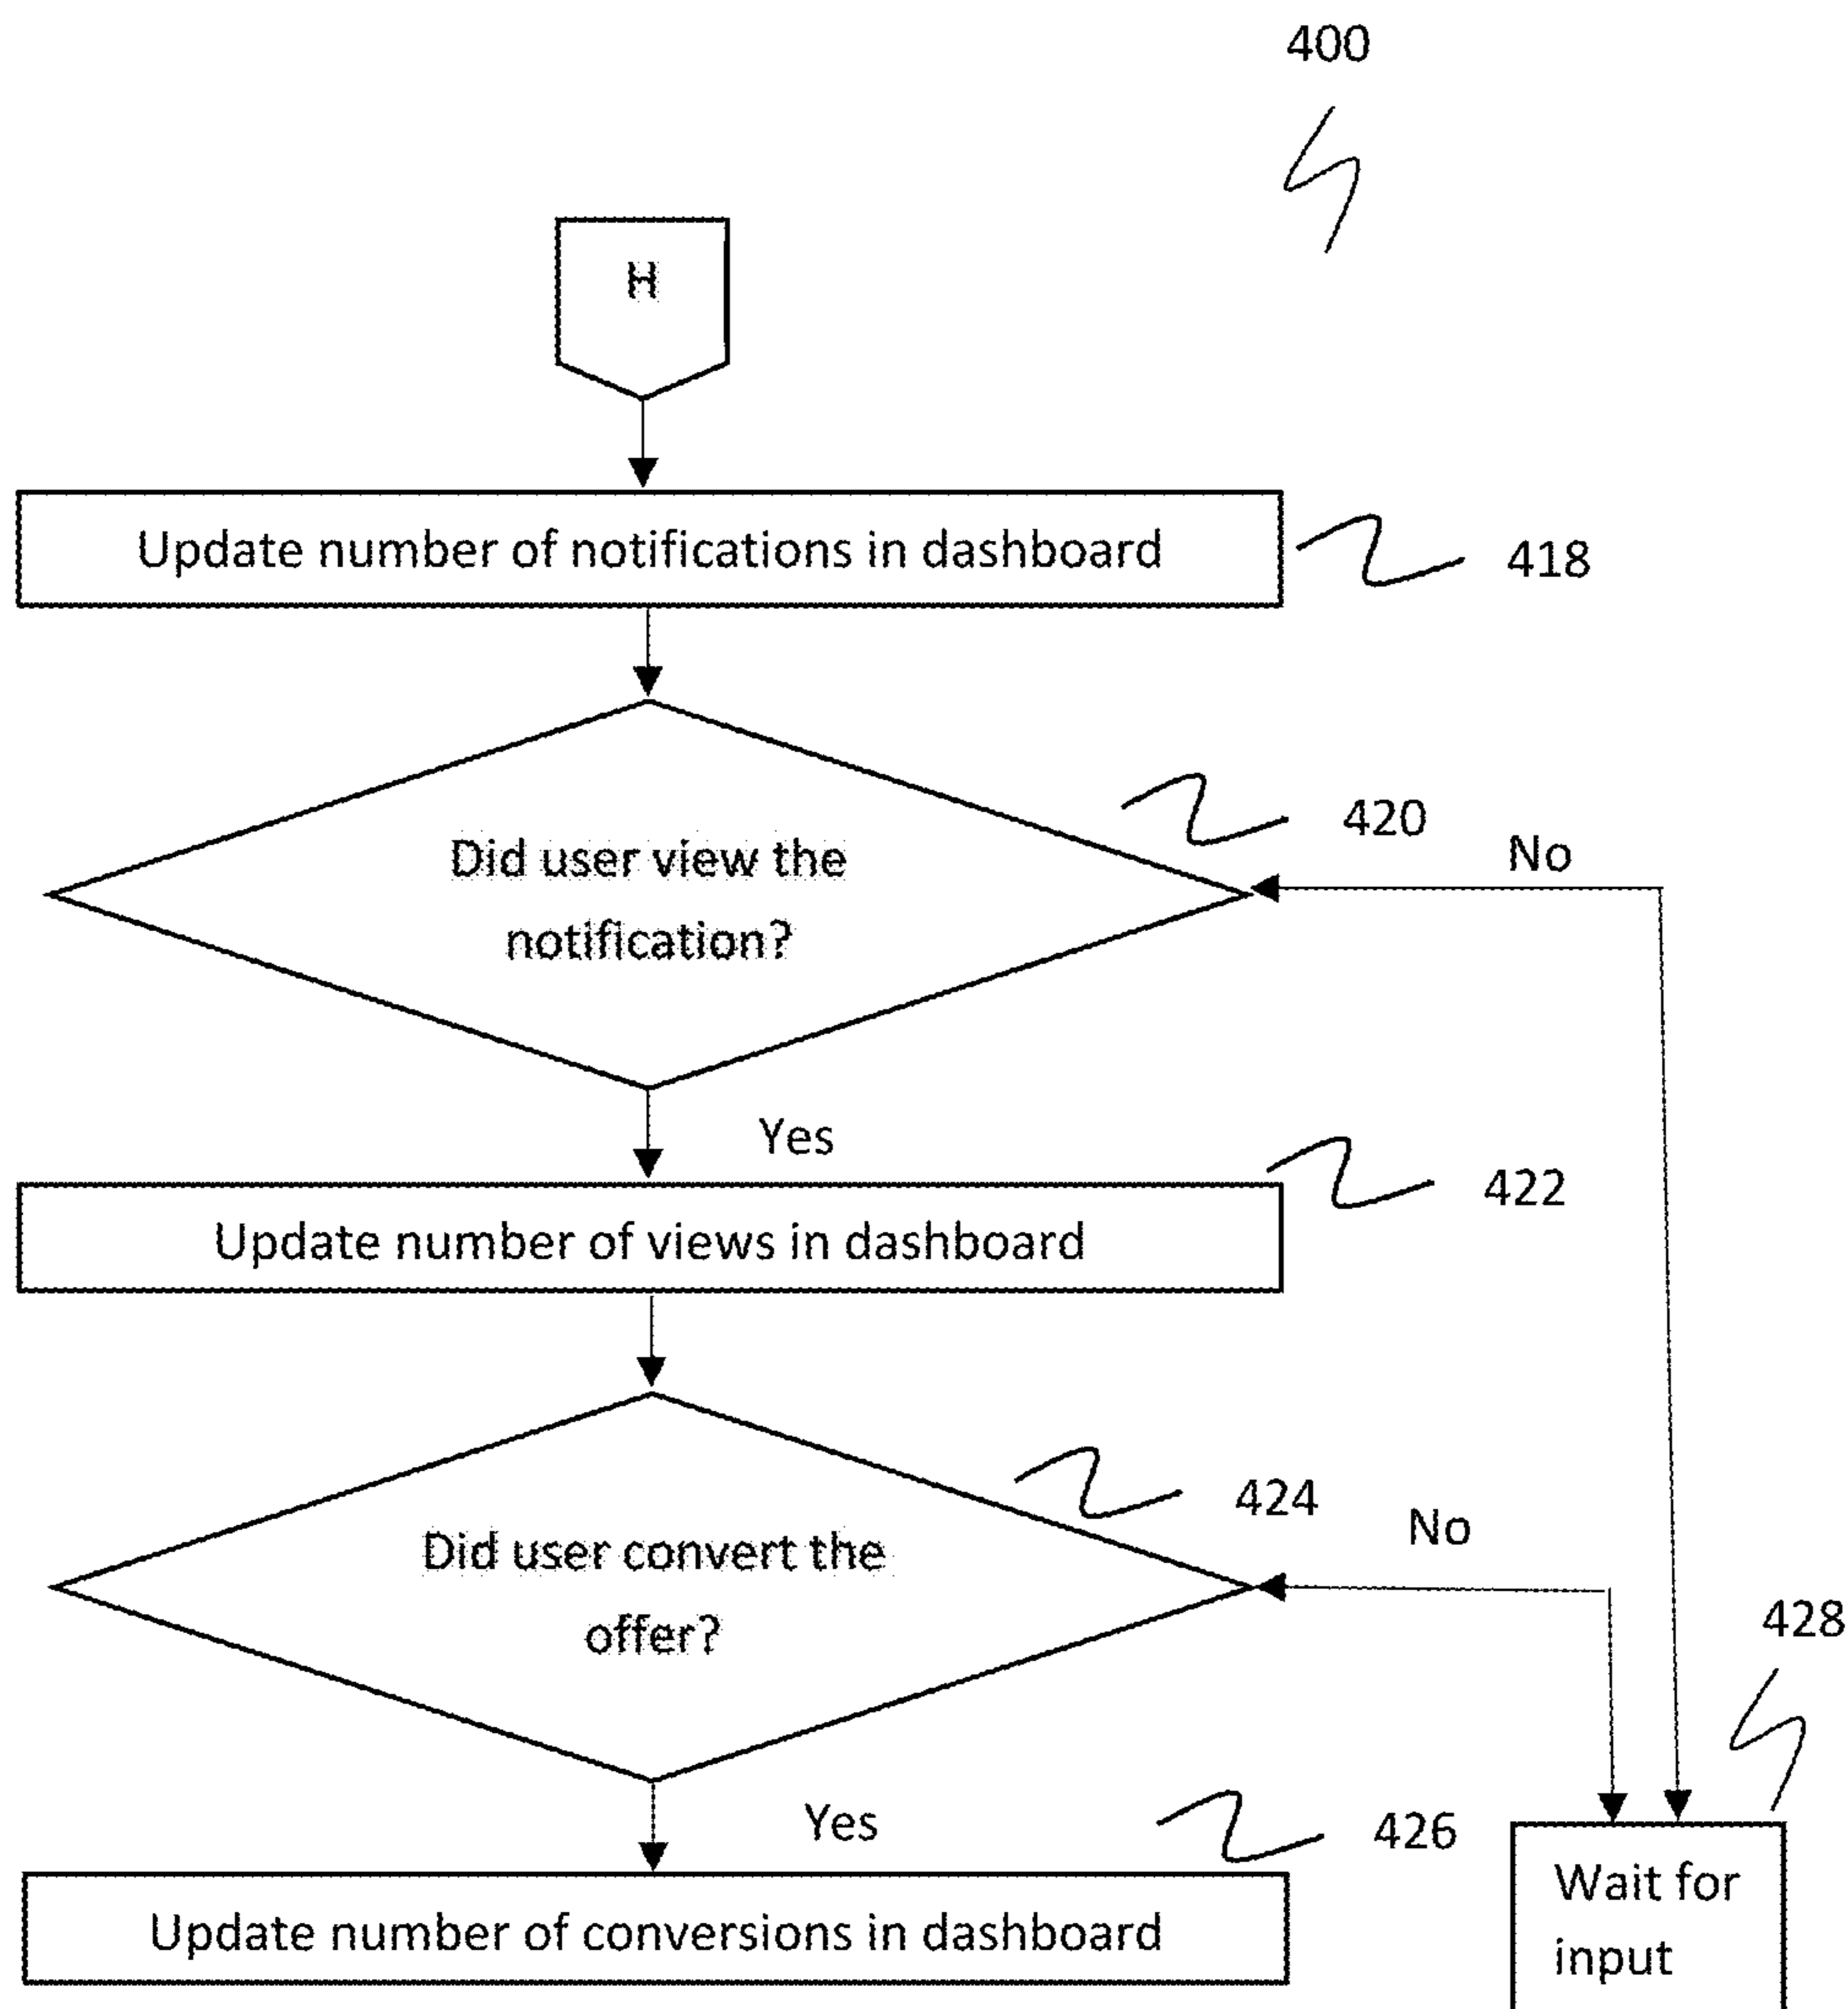 400
H
Update number of notifications in dashboard
418
420
No
Did user view the
notification?
Yes
422
Update number of views in dashboard
424
No
Did user convert the
offer?
428
Yes
426
Wait for
input
Update number of conversions in dashboard